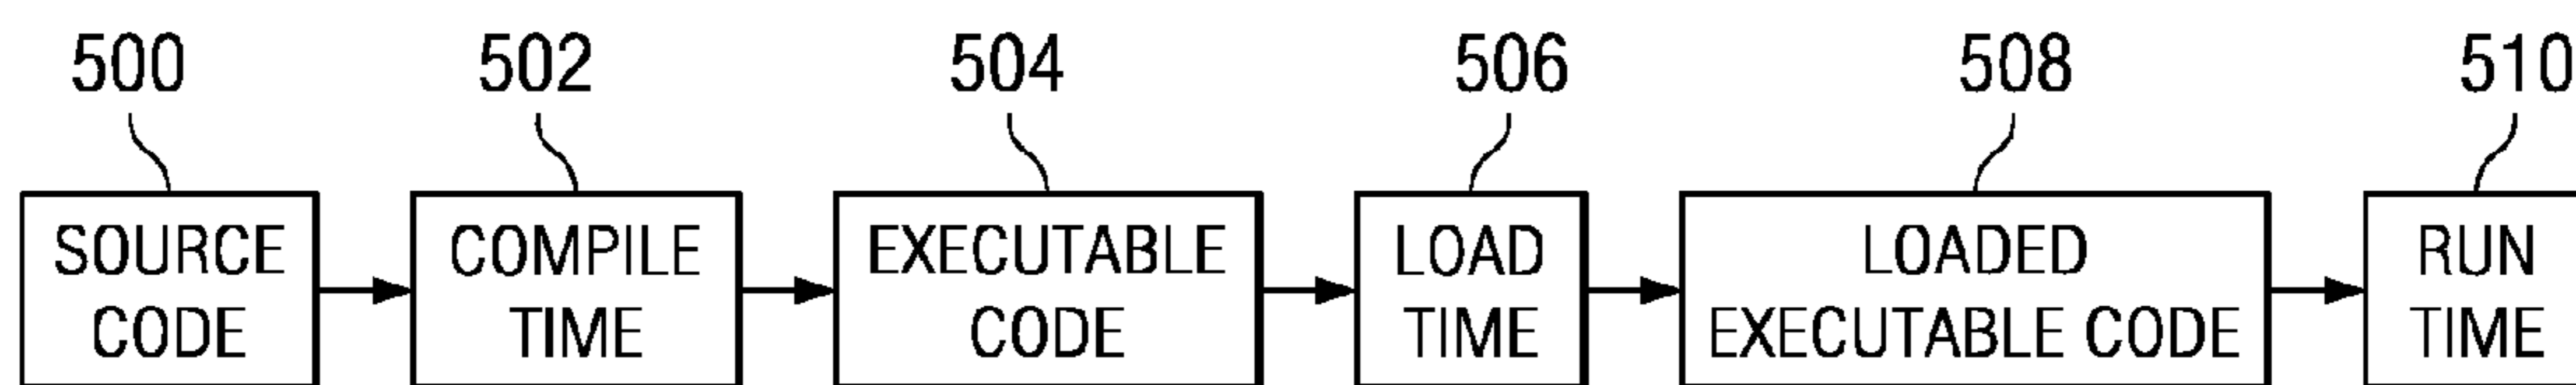 500 502 504 506 508 510
SOURCE CODE
COMPILE TIME
EXECUTABLE CODE
LOAD TIME
LOADED EXECUTABLE CODE
RUN TIME